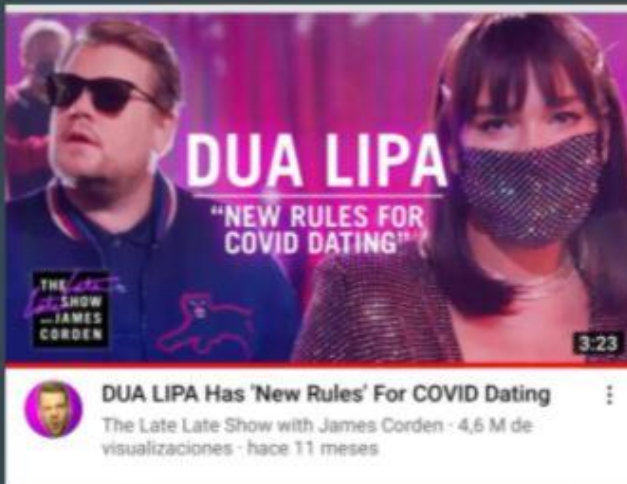 DUA LIPA
"NEW RULES FOR
COVID DATING"
THE Late
Late SHOW
WITH JAMES
CORDEN
3:23
DUA LIPA Has 'New Rules' For COVID Dating
The Late Late Show with James Corden · 4,6 M de
visualizaciones · hace 11 meses